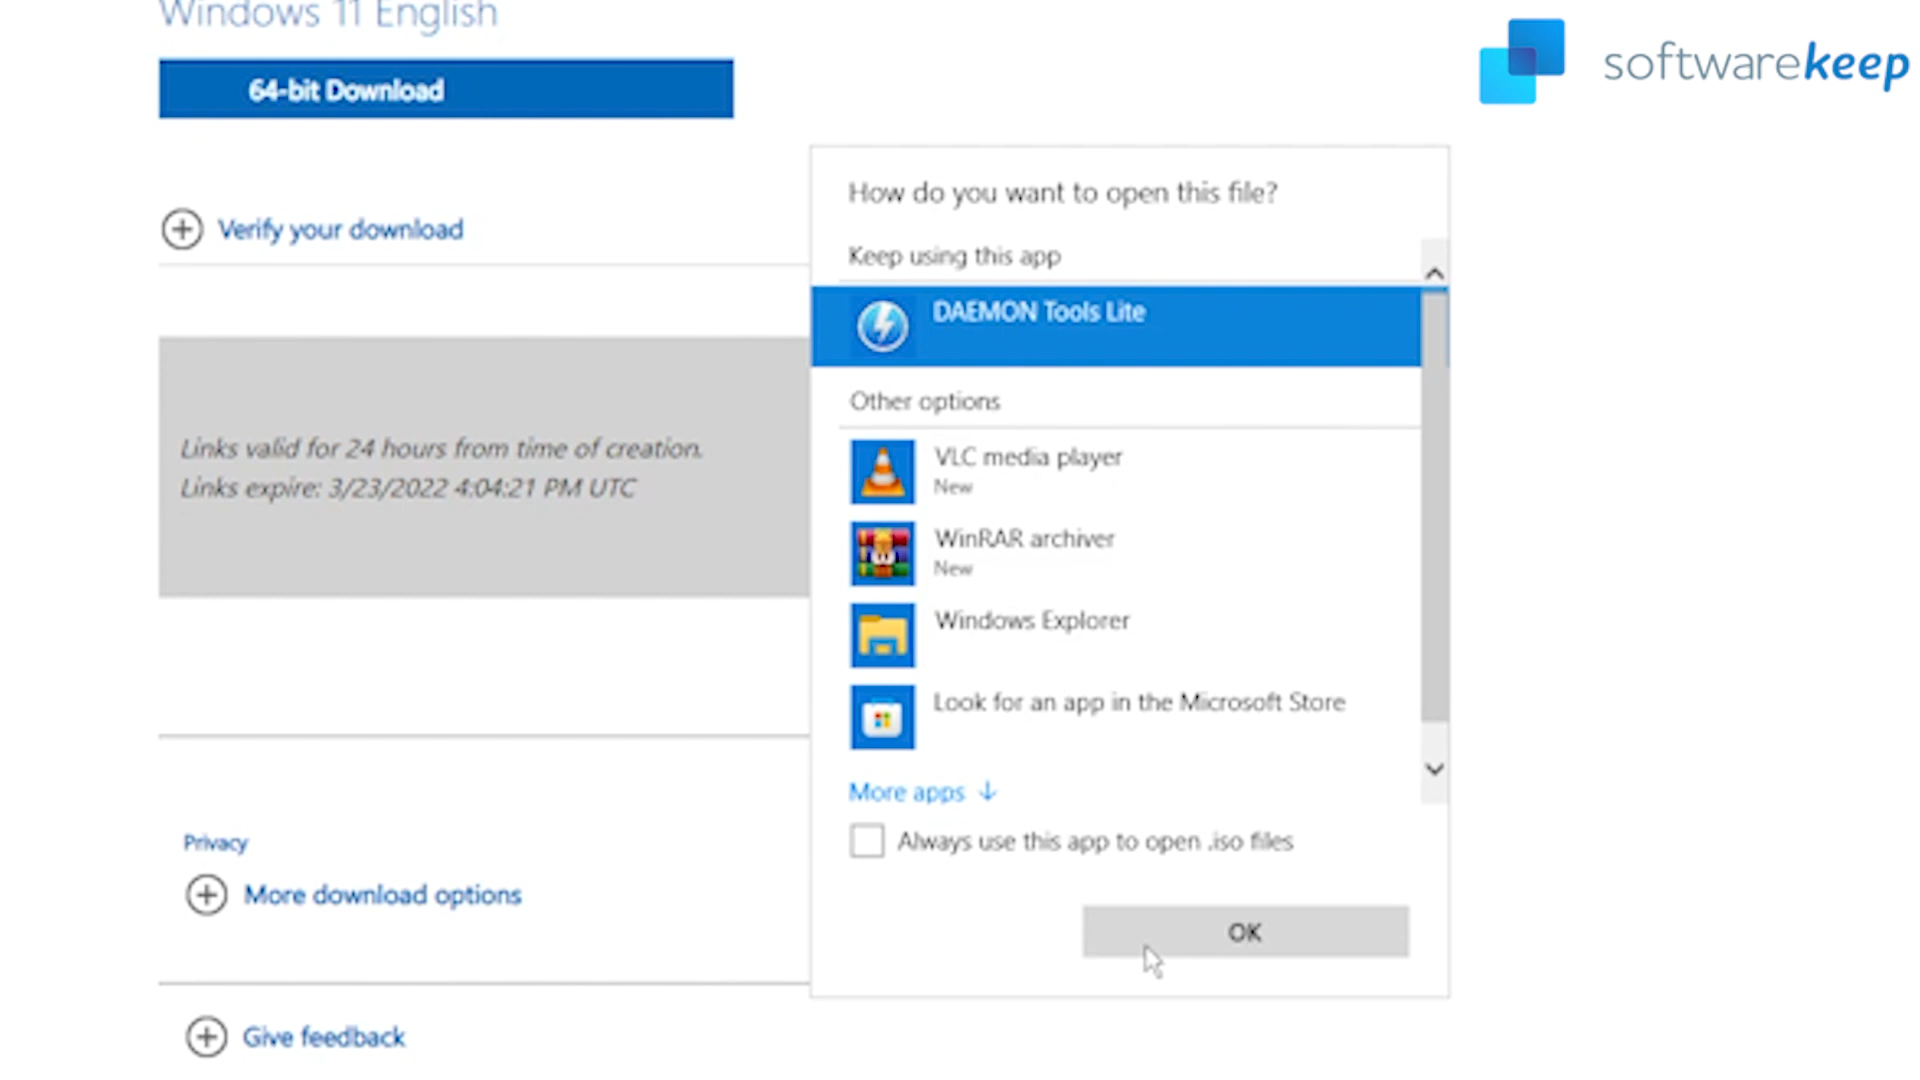 Windows 11 English
softwarekeep
64-bit Download
Verify your download
Links valid for 24 hours from time of creation.
Links expire: 3/23/2022 4:04:21 PM UTC
Privacy
More download options
Give feedback
How do you want to open this file?
Keep using this app
DAEMON Tools Lite
Other options
VLC media player
New
WinRAR archiver
New
Windows Explorer
Look for an app in the Microsoft Store
More apps ↓
Always use this app to open .iso files
OK